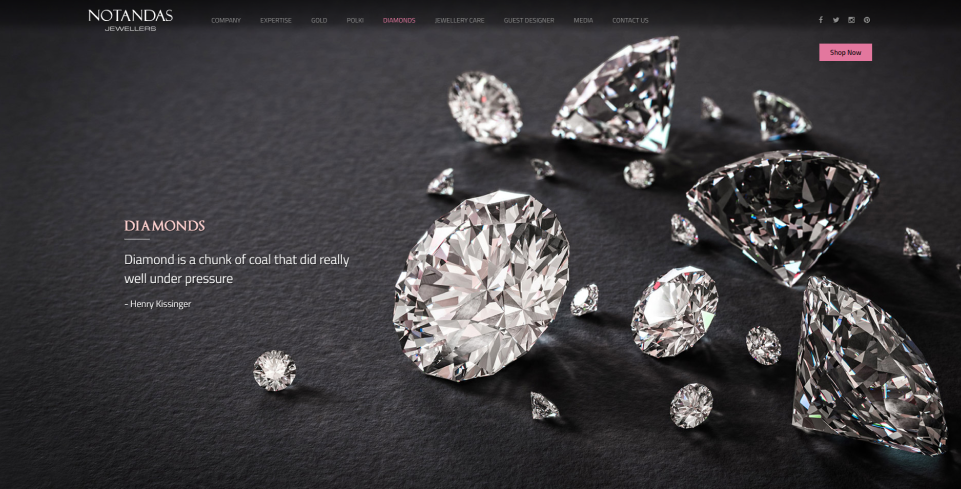 NOTANDAS
JEWELLERS
COMPANY EXPERTISE GOLD POLKI DIAMONDS JEWELLERY CARE GUEST DESIGNER MEDIA CONTACT US
Shop Now
DIAMONDS
Diamond is a chunk of coal that did really
well under pressure
- Henry Kissinger